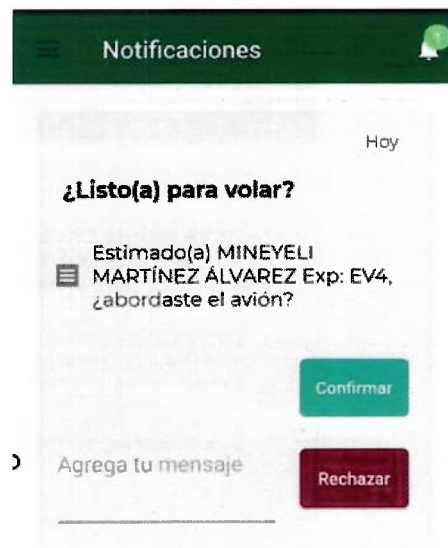 Notificaciones
1
Hoy
¿Listo(a) para volar?
Estimado(a) MINEYELI
MARTÍNEZ ÁLVAREZ Exp: EV4,
¿abordaste el avión?
Confirmar
Agrega tu mensaje
Rechazar